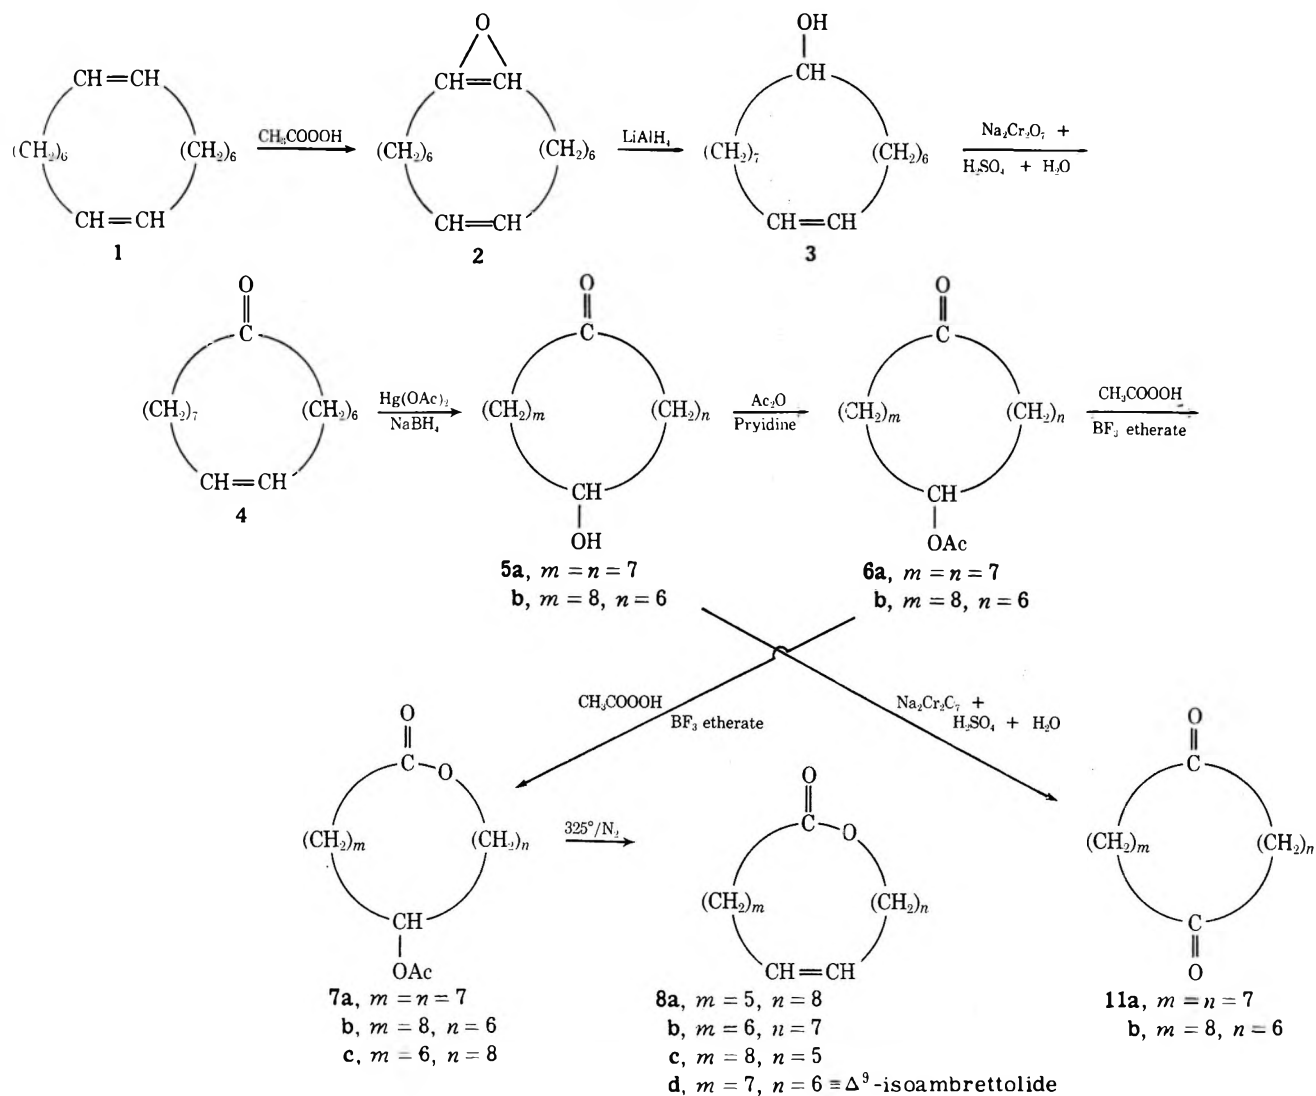 O
OH
CH=CH
CH=CH
CH
(CH)₆
(CH₂)₆
CH₃COOOH
(CH₂)₆
(CH₂)₆
LiAlH₄
(CH₂)₇
(CH₂)₆
Na₂Cr₂O₇ +
H₂SO₄ + H₂O
CH=CH
CH=CH
CH=CH
1
2
3
O
O
O
C
C
C
(CH₂)₇
(CH₂)₆
Hg(OAc)₂
NaBH₄
(CH₂)m
(CH₂)n
Ac₂O
Pryidine
(CH₂)m
(CH₂)n
CH₃COOOH
BF₃ etherate
CH=CH
CH
CH
4
OH
OAc
5a, m = n = 7
b, m = 8, n = 6
6a, m = n = 7
b, m = 8, n = 6
CH₃COOOH
BF₃ etherate
Na₂Cr₂C₇ +
H₂SO₄ + H₂O
O
C—O
O
C—O
O
C
(CH₂)m
(CH₂)n
325°/N₂
(CH₂)m
(CH₂)n
(CH₂)m
(CH₂)n
CH
OAc
CH=CH
C
O
7a, m = n = 7
b, m = 8, n = 6
c, m = 6, n = 8
8a, m = 5, n = 8
b, m = 6, n = 7
c, m = 8, n = 5
d, m = 7, n = 6 ≡ Δ⁹-isoambrettolide
11a, m = n = 7
b, m = 8, n = 6